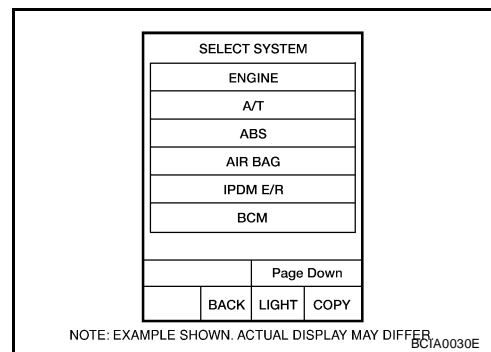 SELECT SYSTEM
ENGINE
A/T
ABS
AIR BAG
IPDM E/R
BCM
Page Down
BACK LIGHT COPY
NOTE: EXAMPLE SHOWN. ACTUAL DISPLAY MAY DIFFER.
BCIA0030E